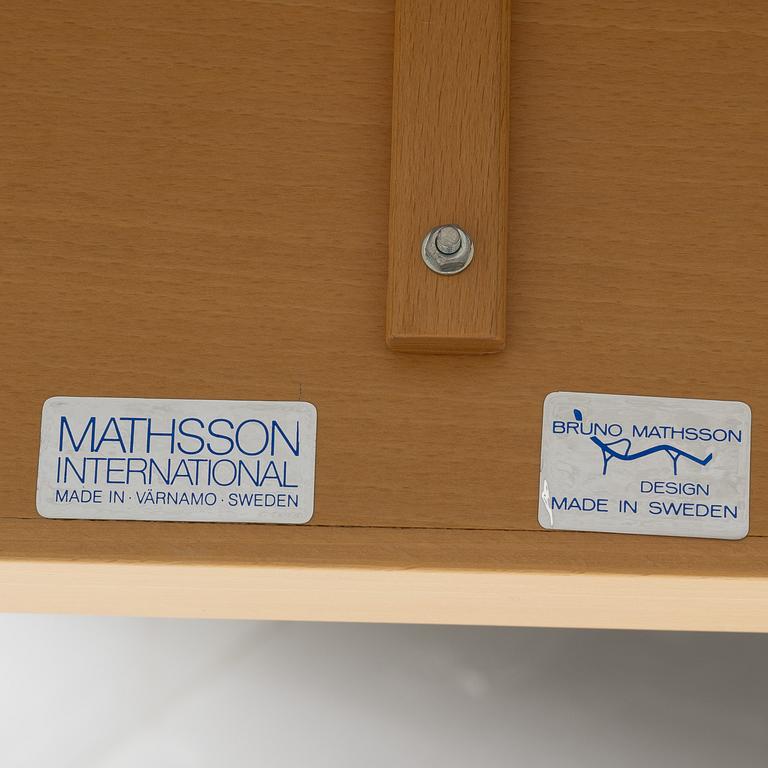 MATHSSON
INTERNATIONAL
MADE IN · VÄRNAMO · SWEDEN
BRUNO MATHSSON
DESIGN
MADE IN SWEDEN